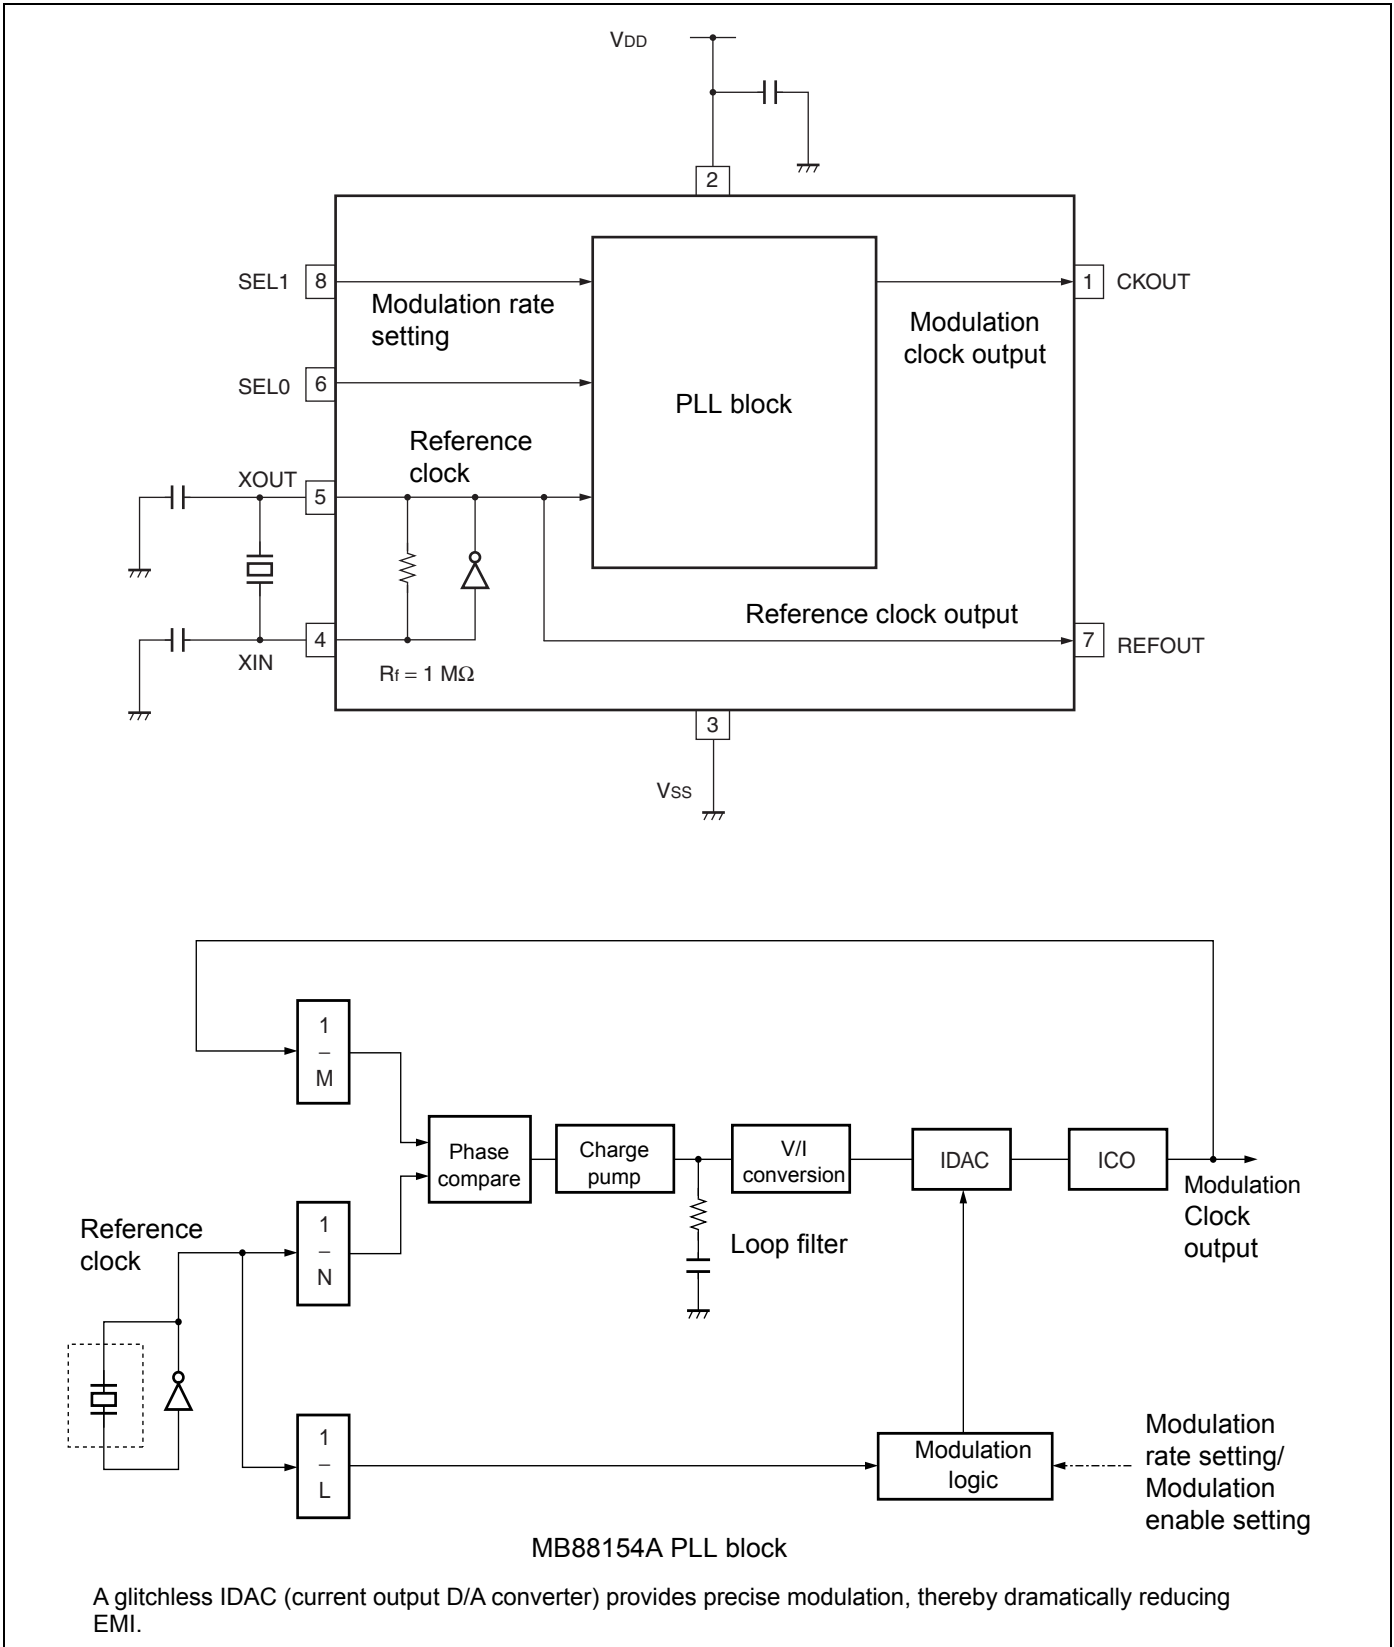 VDD
2
SEL1
8
Modulation rate
setting
1
CKOUT
Modulation
clock output
SEL0
6
PLL block
Reference
clock
XOUT
5
XIN
4
Rf = 1 MΩ
Reference clock output
7
REFOUT
3
VSS
1
–
M
Phase
compare
Charge
pump
V/I
conversion
IDAC
ICO
Modulation
Clock
output
Reference
clock
1
–
N
Loop filter
1
–
L
Modulation
logic
Modulation
rate setting/
Modulation
enable setting
MB88154A PLL block
A glitchless IDAC (current output D/A converter) provides precise modulation, thereby dramatically reducing
EMI.